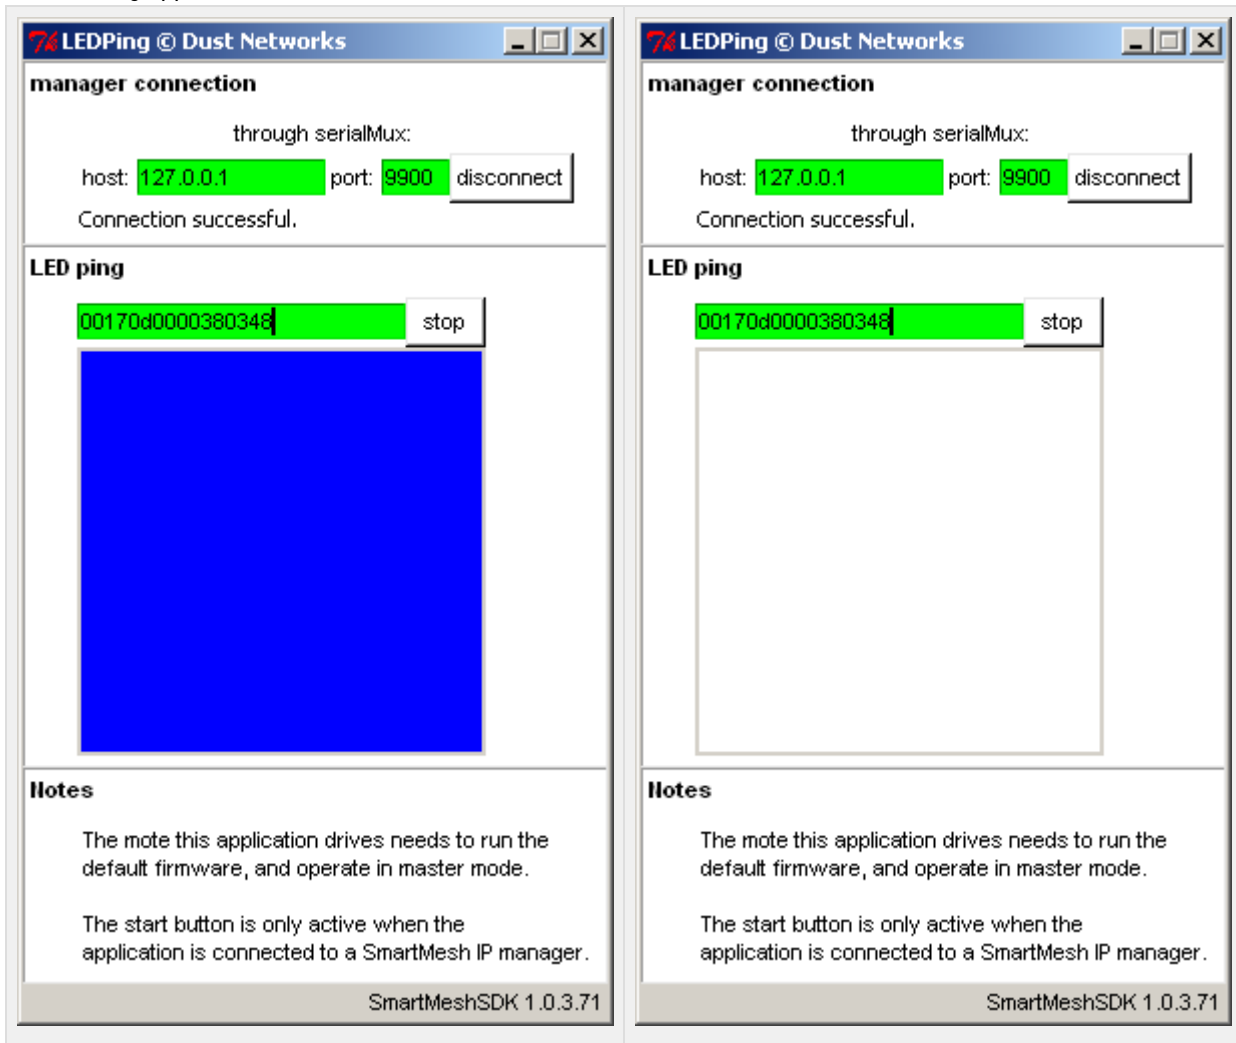 LEDPing © Dust Networks
manager connection
through serialMux:
host: 127.0.0.1 port: 9900 disconnect
Connection successful.
LED ping
00170d0000380348 stop
Notes
The mote this application drives needs to run the
default firmware, and operate in master mode.
The start button is only active when the
application is connected to a SmartMesh IP manager.
SmartMeshSDK 1.0.3.71
LEDPing © Dust Networks
manager connection
through serialMux:
host: 127.0.0.1 port: 9900 disconnect
Connection successful.
LED ping
00170d0000380348 stop
Notes
The mote this application drives needs to run the
default firmware, and operate in master mode.
The start button is only active when the
application is connected to a SmartMesh IP manager.
SmartMeshSDK 1.0.3.71